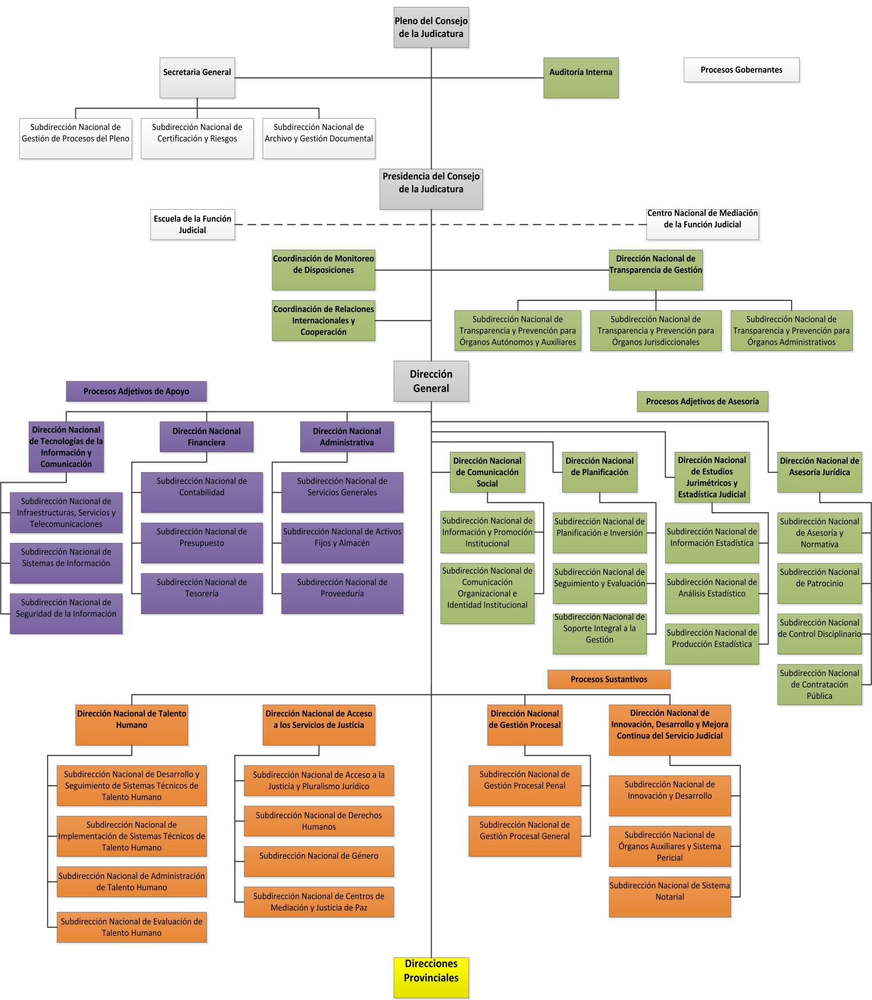 Pleno del Consejo
de la Judicatura
Secretaria General
Auditoría Interna
Procesos Gobernantes
Subdirección Nacional de
Gestión de Procesos del Pleno
Subdirección Nacional de
Certificación y Riesgos
Subdirección Nacional de
Archivo y Gestión Documental
Presidencia del Consejo
de la Judicatura
Escuela de la Función
Judicial
Centro Nacional de Mediación
de la Función Judicial
Coordinación de Monitoreo
de Disposiciones
Dirección Nacional de
Transparencia de Gestión
Coordinación de Relaciones
Internacionales y
Cooperación
Subdirección Nacional de
Transparencia y Prevención para
Órganos Autónomos y Auxiliares
Subdirección Nacional de
Transparencia y Prevención para
Órganos Jurisdiccionales
Subdirección Nacional de
Transparencia y Prevención para
Órganos Administrativos
Dirección
General
Procesos Adjetivos de Apoyo
Procesos Adjetivos de Asesoría
Dirección Nacional
de Tecnologías de la
Información y
Comunicación
Dirección Nacional
Financiera
Dirección Nacional
Administrativa
Subdirección Nacional de
Infraestructuras, Servicios y
Telecomunicaciones
Subdirección Nacional de
Sistemas de Información
Subdirección Nacional de
Seguridad de la Información
Subdirección Nacional de
Contabilidad
Subdirección Nacional de
Presupuesto
Subdirección Nacional de
Tesorería
Subdirección Nacional de
Servicios Generales
Subdirección Nacional de Activos
Fijos y Almacén
Subdirección Nacional de
Proveeduría
Dirección Nacional
de Comunicación
Social
Dirección Nacional
de Planificación
Dirección Nacional
de Estudios
Jurimétricos y
Estadística Judicial
Dirección Nacional de
Asesoría Jurídica
Subdirección Nacional de
Información y Promoción
Institucional
Subdirección Nacional de
Comunicación
Organizacional e
Identidad Institucional
Subdirección Nacional de
Planificación e Inversión
Subdirección Nacional de
Seguimiento y Evaluación
Subdirección Nacional de
Soporte Integral a la
Gestión
Subdirección Nacional de
Información Estadística
Subdirección Nacional de
Análisis Estadístico
Subdirección Nacional de
Producción Estadística
Subdirección Nacional
de Asesoría y
Normativa
Subdirección Nacional
de Patrocinio
Subdirección Nacional
de Control Disciplinario
Subdirección Nacional
de Contratación
Pública
Procesos Sustantivos
Dirección Nacional de Talento
Humano
Dirección Nacional de Acceso
a los Servicios de Justicia
Dirección Nacional
de Gestión Procesal
Dirección Nacional de
Innovación, Desarrollo y Mejora
Continua del Servicio Judicial
Subdirección Nacional de Desarrollo y
Seguimiento de Sistemas Técnicos de
Talento Humano
Subdirección Nacional de
Implementación de Sistemas Técnicos de
Talento Humano
Subdirección Nacional de Administración
de Talento Humano
Subdirección Nacional de Evaluación de
Talento Humano
Subdirección Nacional de Acceso a la
Justicia y Pluralismo Jurídico
Subdirección Nacional de Derechos
Humanos
Subdirección Nacional de Género
Subdirección Nacional de Centros de
Mediación y Justicia de Paz
Subdirección Nacional de
Gestión Procesal Penal
Subdirección Nacional de
Gestión Procesal General
Subdirección Nacional de
Innovación y Desarrollo
Subdirección Nacional de
Órganos Auxiliares y Sistema
Pericial
Subdirección Nacional de Sistema
Notarial
Direcciones
Provinciales